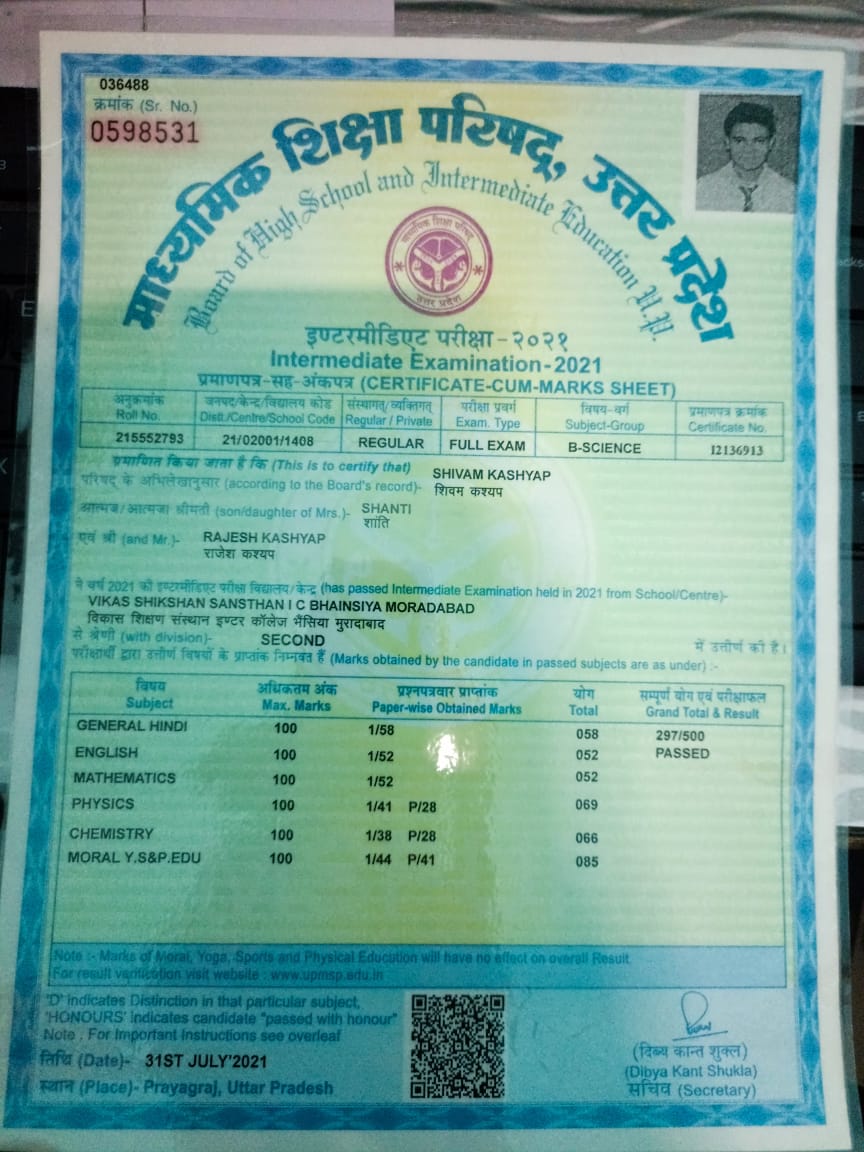 036488
क्रमांक (Sr. No.)
0598531
माध्यमिक शिक्षा परिषद्, उत्तर प्रदेश
Board of High School and Intermediate Education U.P.
माध्यमिक शिक्षा परिषद्
उत्तर प्रदेश
इण्टरमीडिएट परीक्षा-२०२१
Intermediate Examination-2021
प्रमाणपत्र-सह-अंकपत्र (CERTIFICATE-CUM-MARKS SHEET)
अनुक्रमांक जनपद/केन्द्र/विद्यालय कोड संस्थागत/व्यक्तिगत परीक्षा प्रवर्ग विषय-वर्ग प्रमाणपत्र क्रमांक
Roll No. Distt./Centre/School Code Regular / Private Exam. Type Subject-Group Certificate No.
215552793 21/02001/1408 REGULAR FULL EXAM B-SCIENCE 12136913
प्रमाणित किया जाता है कि (This is to certify that) SHIVAM KASHYAP
परिषद् के अभिलेखानुसार (according to the Board's record)- शिवम कश्यप
आत्मज/आत्मजा श्रीमती (son/daughter of Mrs.)- SHANTI
शांति
एवं श्री (and Mr.)- RAJESH KASHYAP
राजेश कश्यप
ने वर्ष 2021 की इण्टरमीडिएट परीक्षा विद्यालय/केन्द्र (has passed Intermediate Examination held in 2021 from School/Centre)-
VIKAS SHIKSHAN SANSTHAN I C BHAINSIYA MORADABAD
विकास शिक्षण संस्थान इण्टर कॉलेज भैंसिया मुरादाबाद
से श्रेणी (with division)- SECOND में उत्तीर्ण की है।
परीक्षार्थी द्वारा उत्तीर्ण विषयों के प्राप्तांक निम्नवत हैं (Marks obtained by the candidate in passed subjects are as under) :-
विषय अधिकतम अंक प्रश्नपत्रवार प्राप्तांक योग सम्पूर्ण योग एवं परीक्षाफल
Subject Max. Marks Paper-wise Obtained Marks Total Grand Total & Result
GENERAL HINDI 100 1/58 058 297/500
ENGLISH 100 1/52 052 PASSED
MATHEMATICS 100 1/52 052
PHYSICS 100 1/41 P/28 069
CHEMISTRY 100 1/38 P/28 066
MORAL Y.S&P.EDU 100 1/44 P/41 085
Note :- Marks of Moral, Yoga, Sports and Physical Eduction will have no effect on overall Result.
For result verification visit website : www.upmsp.edu.in
'D' indicates Distinction in that particular subject,
'HONOURS' indicates candidate "passed with honour"
Note : For Important Instructions see overleaf
तिथि (Date)- 31ST JULY'2021
स्थान (Place)- Prayagraj, Uttar Pradesh
(दिब्य कान्त शुक्ल)
(Dibya Kant Shukla)
सचिव (Secretary)